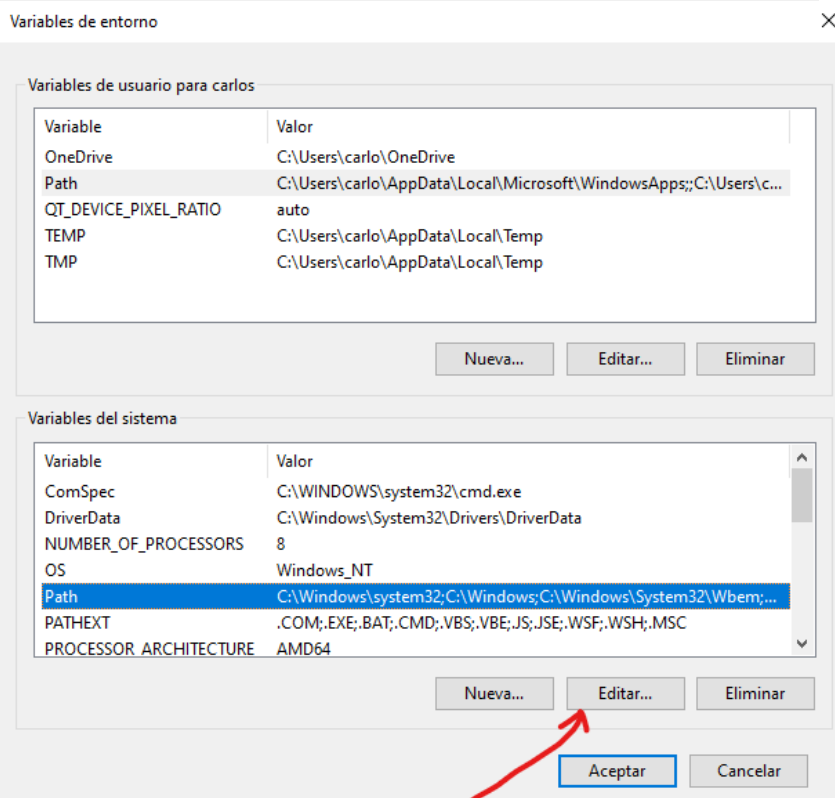 Variables de entorno
Variables de usuario para carlos
Variable Valor
OneDrive C:\Users\carlo\OneDrive
Path C:\Users\carlo\AppData\Local\Microsoft\WindowsApps;;C:\Users\c...
QT_DEVICE_PIXEL_RATIO auto
TEMP C:\Users\carlo\AppData\Local\Temp
TMP C:\Users\carlo\AppData\Local\Temp
Nueva... Editar... Eliminar
Variables del sistema
Variable Valor
ComSpec C:\WINDOWS\system32\cmd.exe
DriverData C:\Windows\System32\Drivers\DriverData
NUMBER_OF_PROCESSORS 8
OS Windows_NT
Path C:\Windows\system32;C:\Windows;C:\Windows\System32\Wbem;...
PATHEXT .COM;.EXE;.BAT;.CMD;.VBS;.VBE;.JS;.JSE;.WSF;.WSH;.MSC
PROCESSOR_ARCHITECTURE AMD64
Nueva... Editar... Eliminar
Aceptar Cancelar